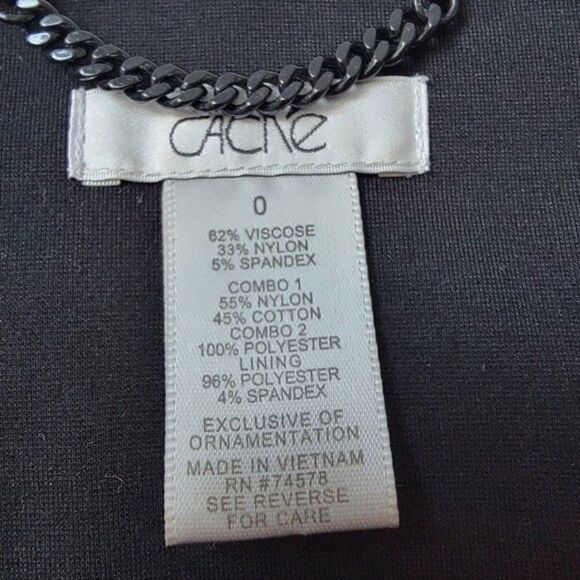 CACHÉ
0
62% VISCOSE
33% NYLON
5% SPANDEX
COMBO 1
55% NYLON
45% COTTON
COMBO 2
100% POLYESTER
LINING
96% POLYESTER
4% SPANDEX
EXCLUSIVE OF
ORNAMENTATION
MADE IN VIETNAM
RN #74578
SEE REVERSE
FOR CARE